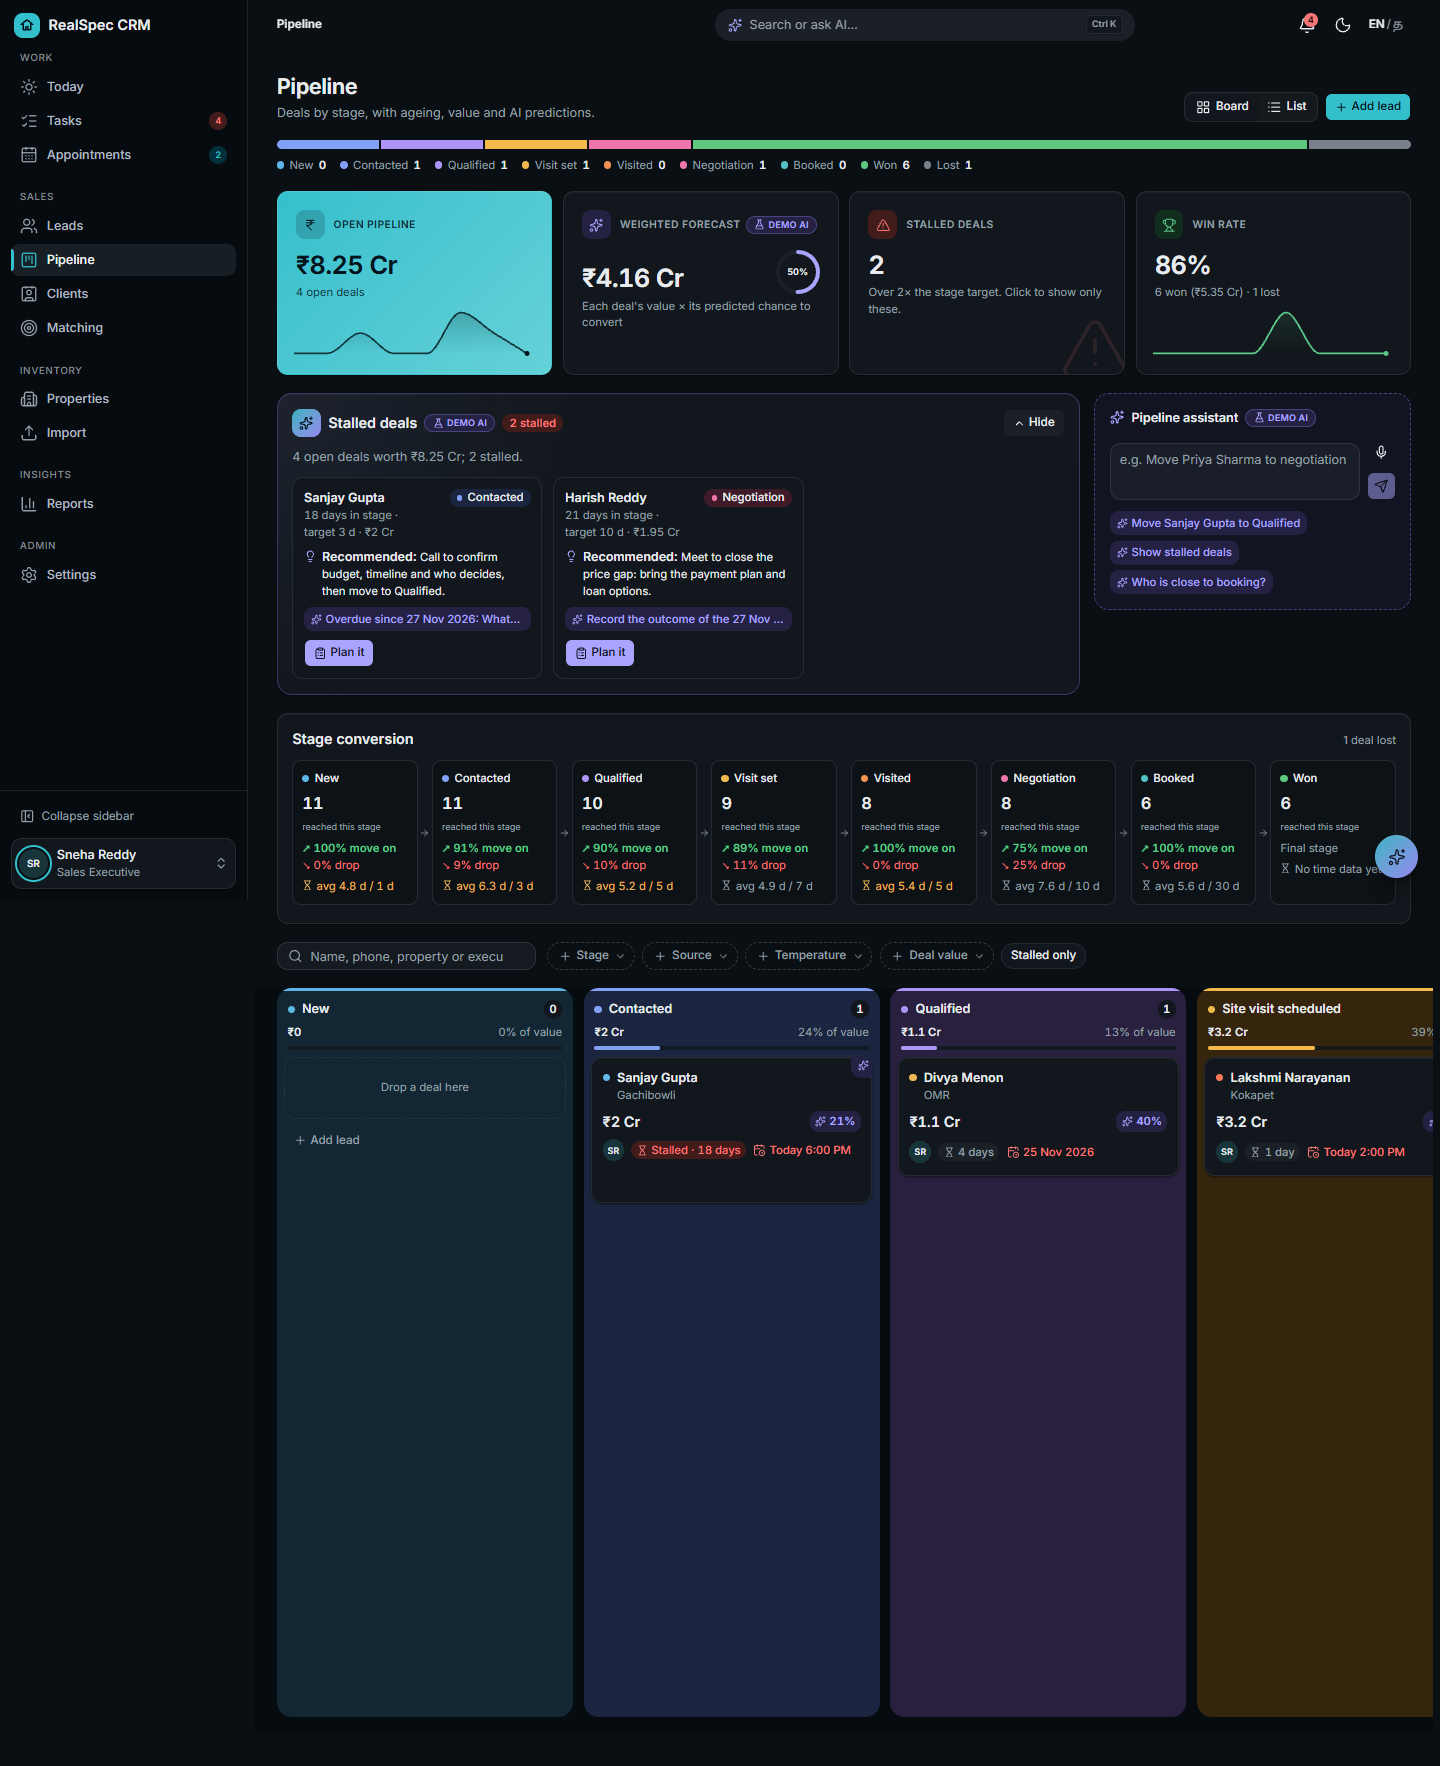 RealSpec CRM
WORK
Today
Tasks 4
Appointments 2
SALES
Leads
Pipeline
Clients
Matching
INVENTORY
Properties
Import
INSIGHTS
Reports
ADMIN
Settings
Collapse sidebar
SR
Sneha Reddy
Sales Executive
Pipeline
Search or ask AI...
Ctrl K
4
EN / த
Pipeline
Deals by stage, with ageing, value and AI predictions.
Board
List
Add lead
New 0 Contacted 1 Qualified 1 Visit set 1 Visited 0 Negotiation 1 Booked 0 Won 6 Lost 1
₹ OPEN PIPELINE
₹8.25 Cr
4 open deals
WEIGHTED FORECAST DEMO AI
₹4.16 Cr
50%
Each deal's value × its predicted chance to
convert
STALLED DEALS
2
Over 2× the stage target. Click to show only
these.
WIN RATE
86%
6 won (₹5.35 Cr) · 1 lost
Stalled deals DEMO AI 2 stalled
Hide
4 open deals worth ₹8.25 Cr; 2 stalled.
Sanjay Gupta Contacted
18 days in stage ·
target 3 d · ₹2 Cr
Recommended: Call to confirm
budget, timeline and who decides,
then move to Qualified.
Overdue since 27 Nov 2026: What...
Plan it
Harish Reddy Negotiation
21 days in stage ·
target 10 d · ₹1.95 Cr
Recommended: Meet to close the
price gap: bring the payment plan and
loan options.
Record the outcome of the 27 Nov ...
Plan it
Pipeline assistant DEMO AI
e.g. Move Priya Sharma to negotiation
Move Sanjay Gupta to Qualified
Show stalled deals
Who is close to booking?
Stage conversion
1 deal lost
New
11
reached this stage
100% move on
0% drop
avg 4.8 d / 1 d
Contacted
11
reached this stage
91% move on
9% drop
avg 6.3 d / 3 d
Qualified
10
reached this stage
90% move on
10% drop
avg 5.2 d / 5 d
Visit set
9
reached this stage
89% move on
11% drop
avg 4.9 d / 7 d
Visited
8
reached this stage
100% move on
0% drop
avg 5.4 d / 5 d
Negotiation
8
reached this stage
75% move on
25% drop
avg 7.6 d / 10 d
Booked
6
reached this stage
100% move on
0% drop
avg 5.6 d / 30 d
Won
6
reached this stage
Final stage
No time data yet
Name, phone, property or execu
Stage
Source
Temperature
Deal value
Stalled only
New 0
₹0 0% of value
Drop a deal here
Add lead
Contacted 1
₹2 Cr 24% of value
Sanjay Gupta
Gachibowli
₹2 Cr 21%
SR Stalled · 18 days Today 6:00 PM
Qualified 1
₹1.1 Cr 13% of value
Divya Menon
OMR
₹1.1 Cr 40%
SR 4 days 25 Nov 2026
Site visit scheduled
₹3.2 Cr 39%
Lakshmi Narayanan
Kokapet
₹3.2 Cr
SR 1 day Today 2:00 PM